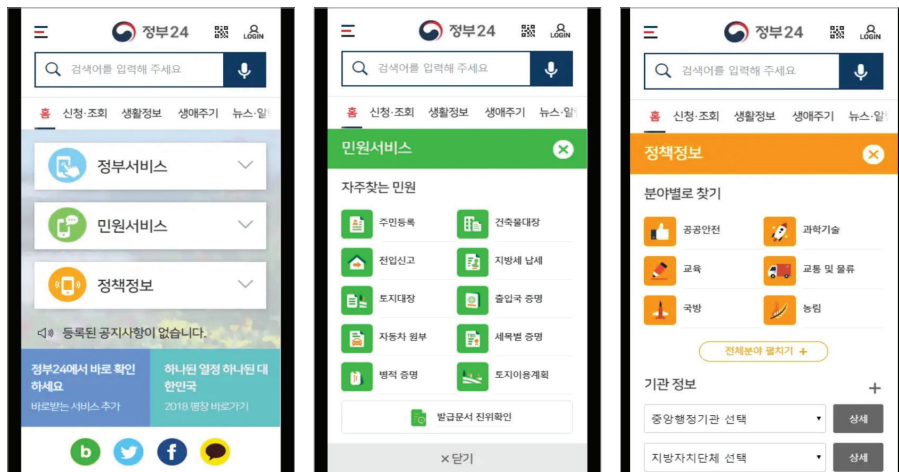 정부24
LOGIN
검색어를 입력해 주세요
홈 신청·조회 생활정보 생애주기 뉴스·알
정부서비스
민원서비스
정책정보
등록된 공지사항이 없습니다.
정부24에서 바로 확인
하세요
바로받는 서비스 추가
하나된 열정 하나된 대
한민국
2018 평창 바로가기
b
f
정부24
LOGIN
검색어를 입력해 주세요
홈 신청·조회 생활정보 생애주기 뉴스·알
민원서비스
자주찾는 민원
주민등록 건축물대장
전입신고 지방세 납세
토지대장 출입국 증명
자동차 원부 세목별 증명
병적 증명 토지이용계획
발급문서 진위확인
×닫기
정부24
LOGIN
검색어를 입력해 주세요
홈 신청·조회 생활정보 생애주기 뉴스·알
정책정보
분야별로 찾기
공공안전 과학기술
교육 교통 및 물류
국방 농림
전체분야 펼치기 +
기관 정보 +
중앙행정기관 선택 상세
지방자치단체 선택 상세